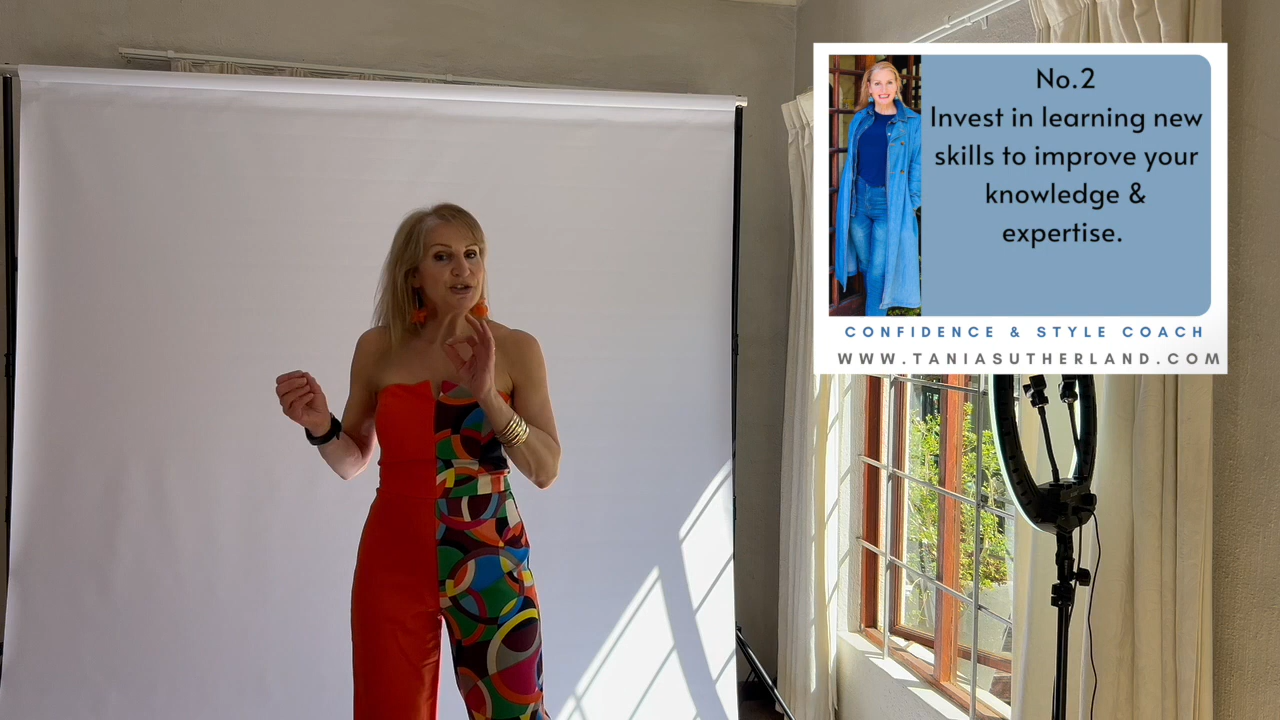 No.2
Invest in learning new
skills to improve your
knowledge &
expertise.
CONFIDENCE & STYLE COACH
WWW.TANIASUTHERLAND.COM